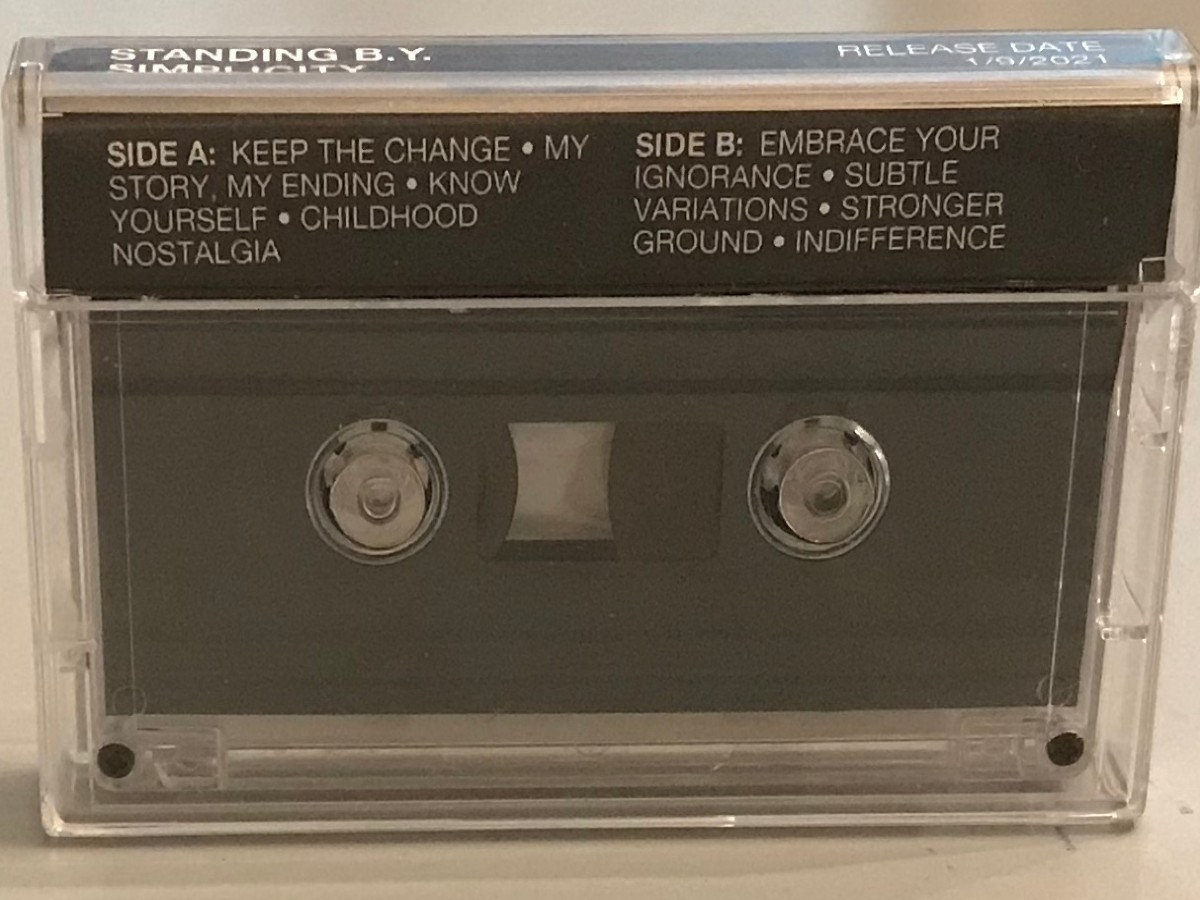 STANDING B.Y.
SIMPLICITY
RELEASE DATE
1/9/2021
SIDE A: KEEP THE CHANGE • MY
STORY, MY ENDING • KNOW
YOURSELF • CHILDHOOD
NOSTALGIA
SIDE B: EMBRACE YOUR
IGNORANCE • SUBTLE
VARIATIONS • STRONGER
GROUND • INDIFFERENCE